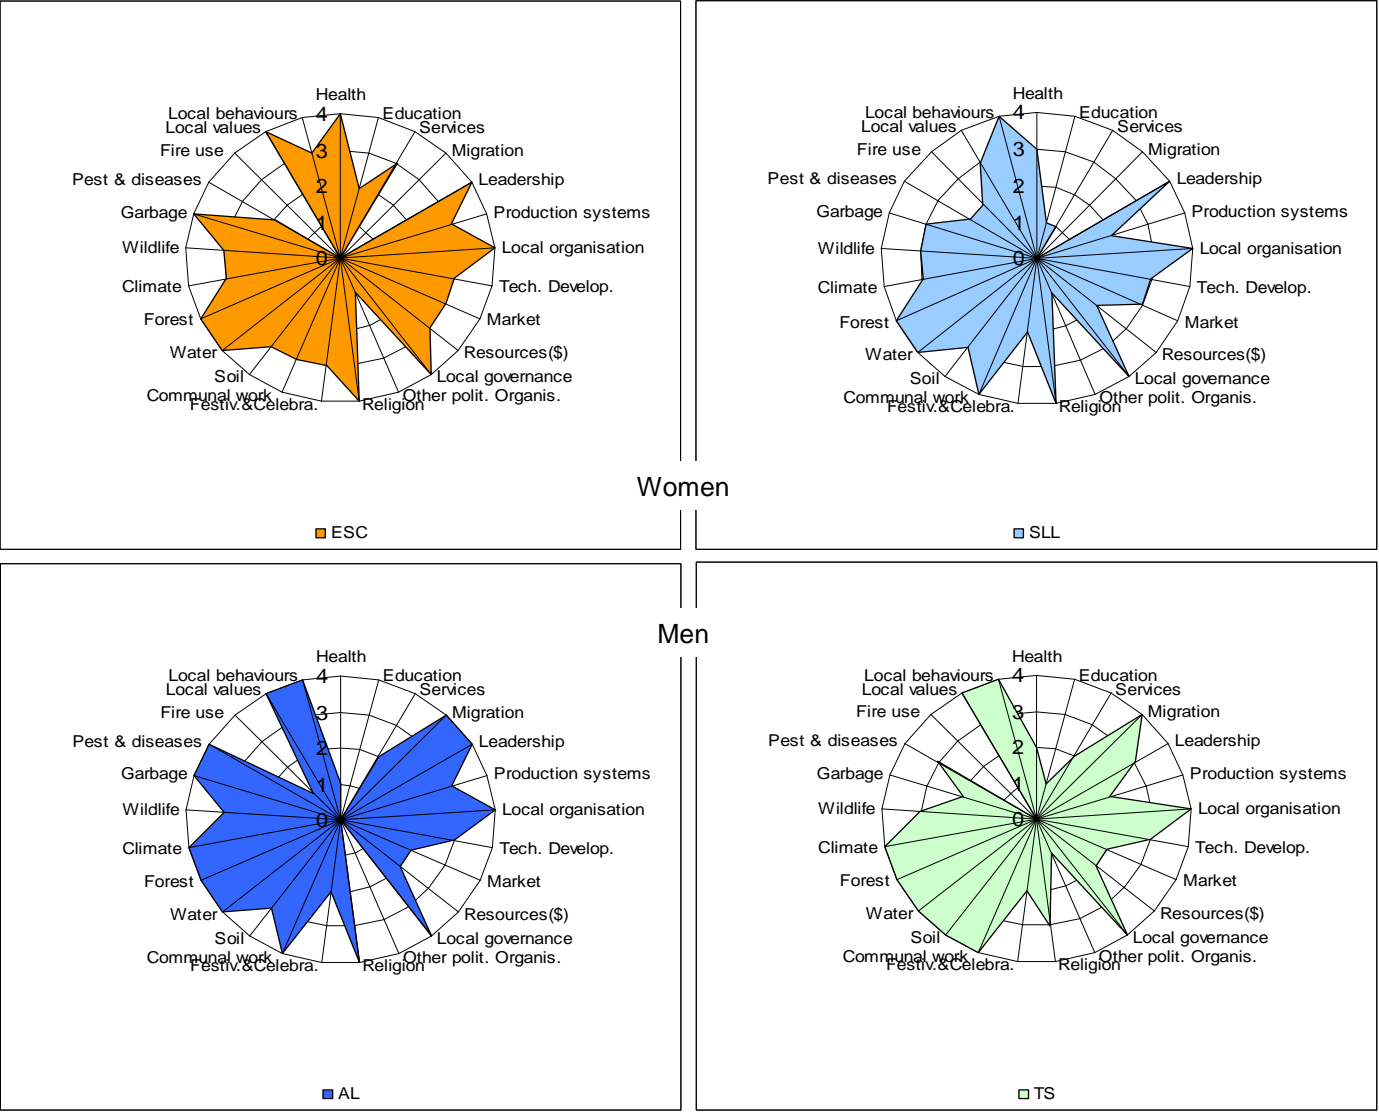 Health
Local behaviours
4
Education
Local values
Services
Fire use
3
Migration
Pest & diseases
2
Leadership
Garbage
1
Production systems
Wildlife
0
Local organisation
Climate
Tech. Develop.
Forest
Market
Water
Resources($)
Soil
Local governance
Communal work
Other polit. Organis.
Festiv.&Celebra.
Religion
ESC
Health
Local behaviours
4
Education
Local values
Services
Fire use
3
Migration
Pest & diseases
2
Leadership
Garbage
1
Production systems
Wildlife
0
Local organisation
Climate
Tech. Develop.
Forest
Market
Water
Resources($)
Soil
Local governance
Communal work
Other polit. Organis.
Festiv.&Celebra.
Religion
SLL
Women
Men
Health
Local behaviours
4
Education
Local values
Services
Fire use
3
Migration
Pest & diseases
2
Leadership
Garbage
1
Production systems
Wildlife
0
Local organisation
Climate
Tech. Develop.
Forest
Market
Water
Resources($)
Soil
Local governance
Communal work
Other polit. Organis.
Festiv.&Celebra.
Religion
AL
Health
Local behaviours
4
Education
Local values
Services
Fire use
3
Migration
Pest & diseases
2
Leadership
Garbage
1
Production systems
Wildlife
0
Local organisation
Climate
Tech. Develop.
Forest
Market
Water
Resources($)
Soil
Local governance
Communal work
Other polit. Organis.
Festiv.&Celebra.
Religion
TS